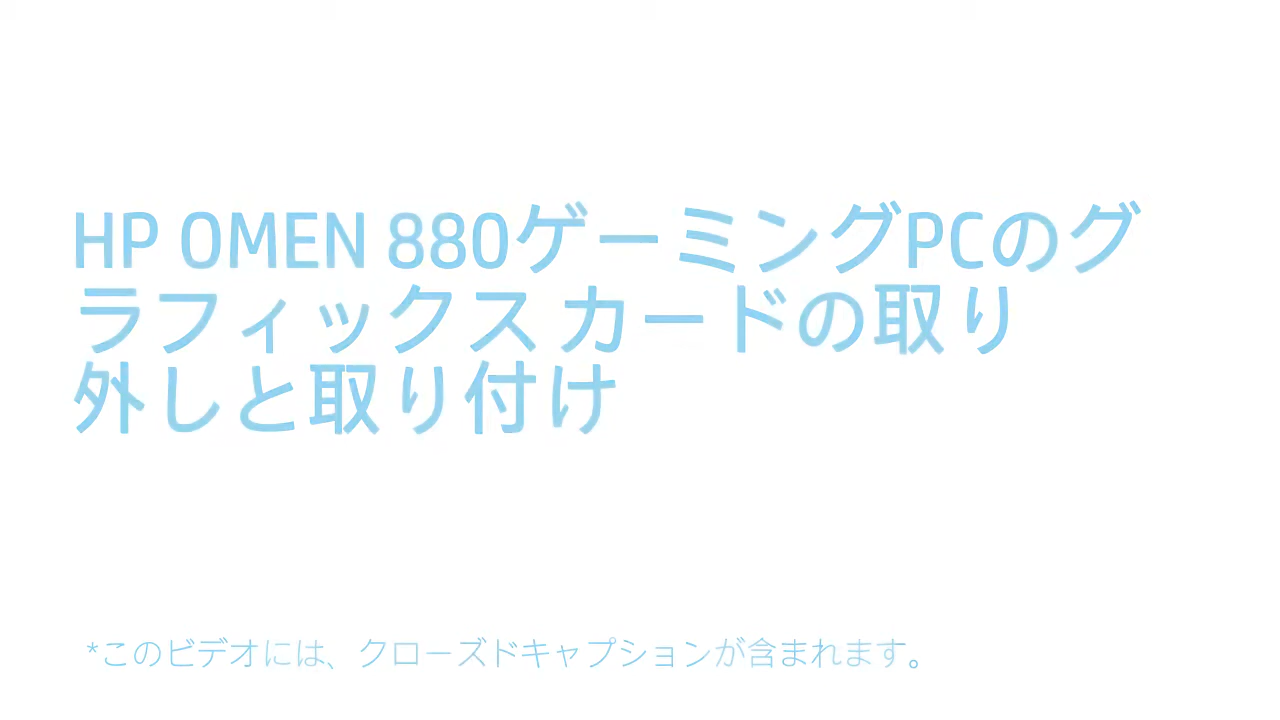 HP OMEN 880ゲーミングPCのグ
ラフィックス カードの取り
外しと取り付け
*このビデオには、クローズドキャプションが含まれます。